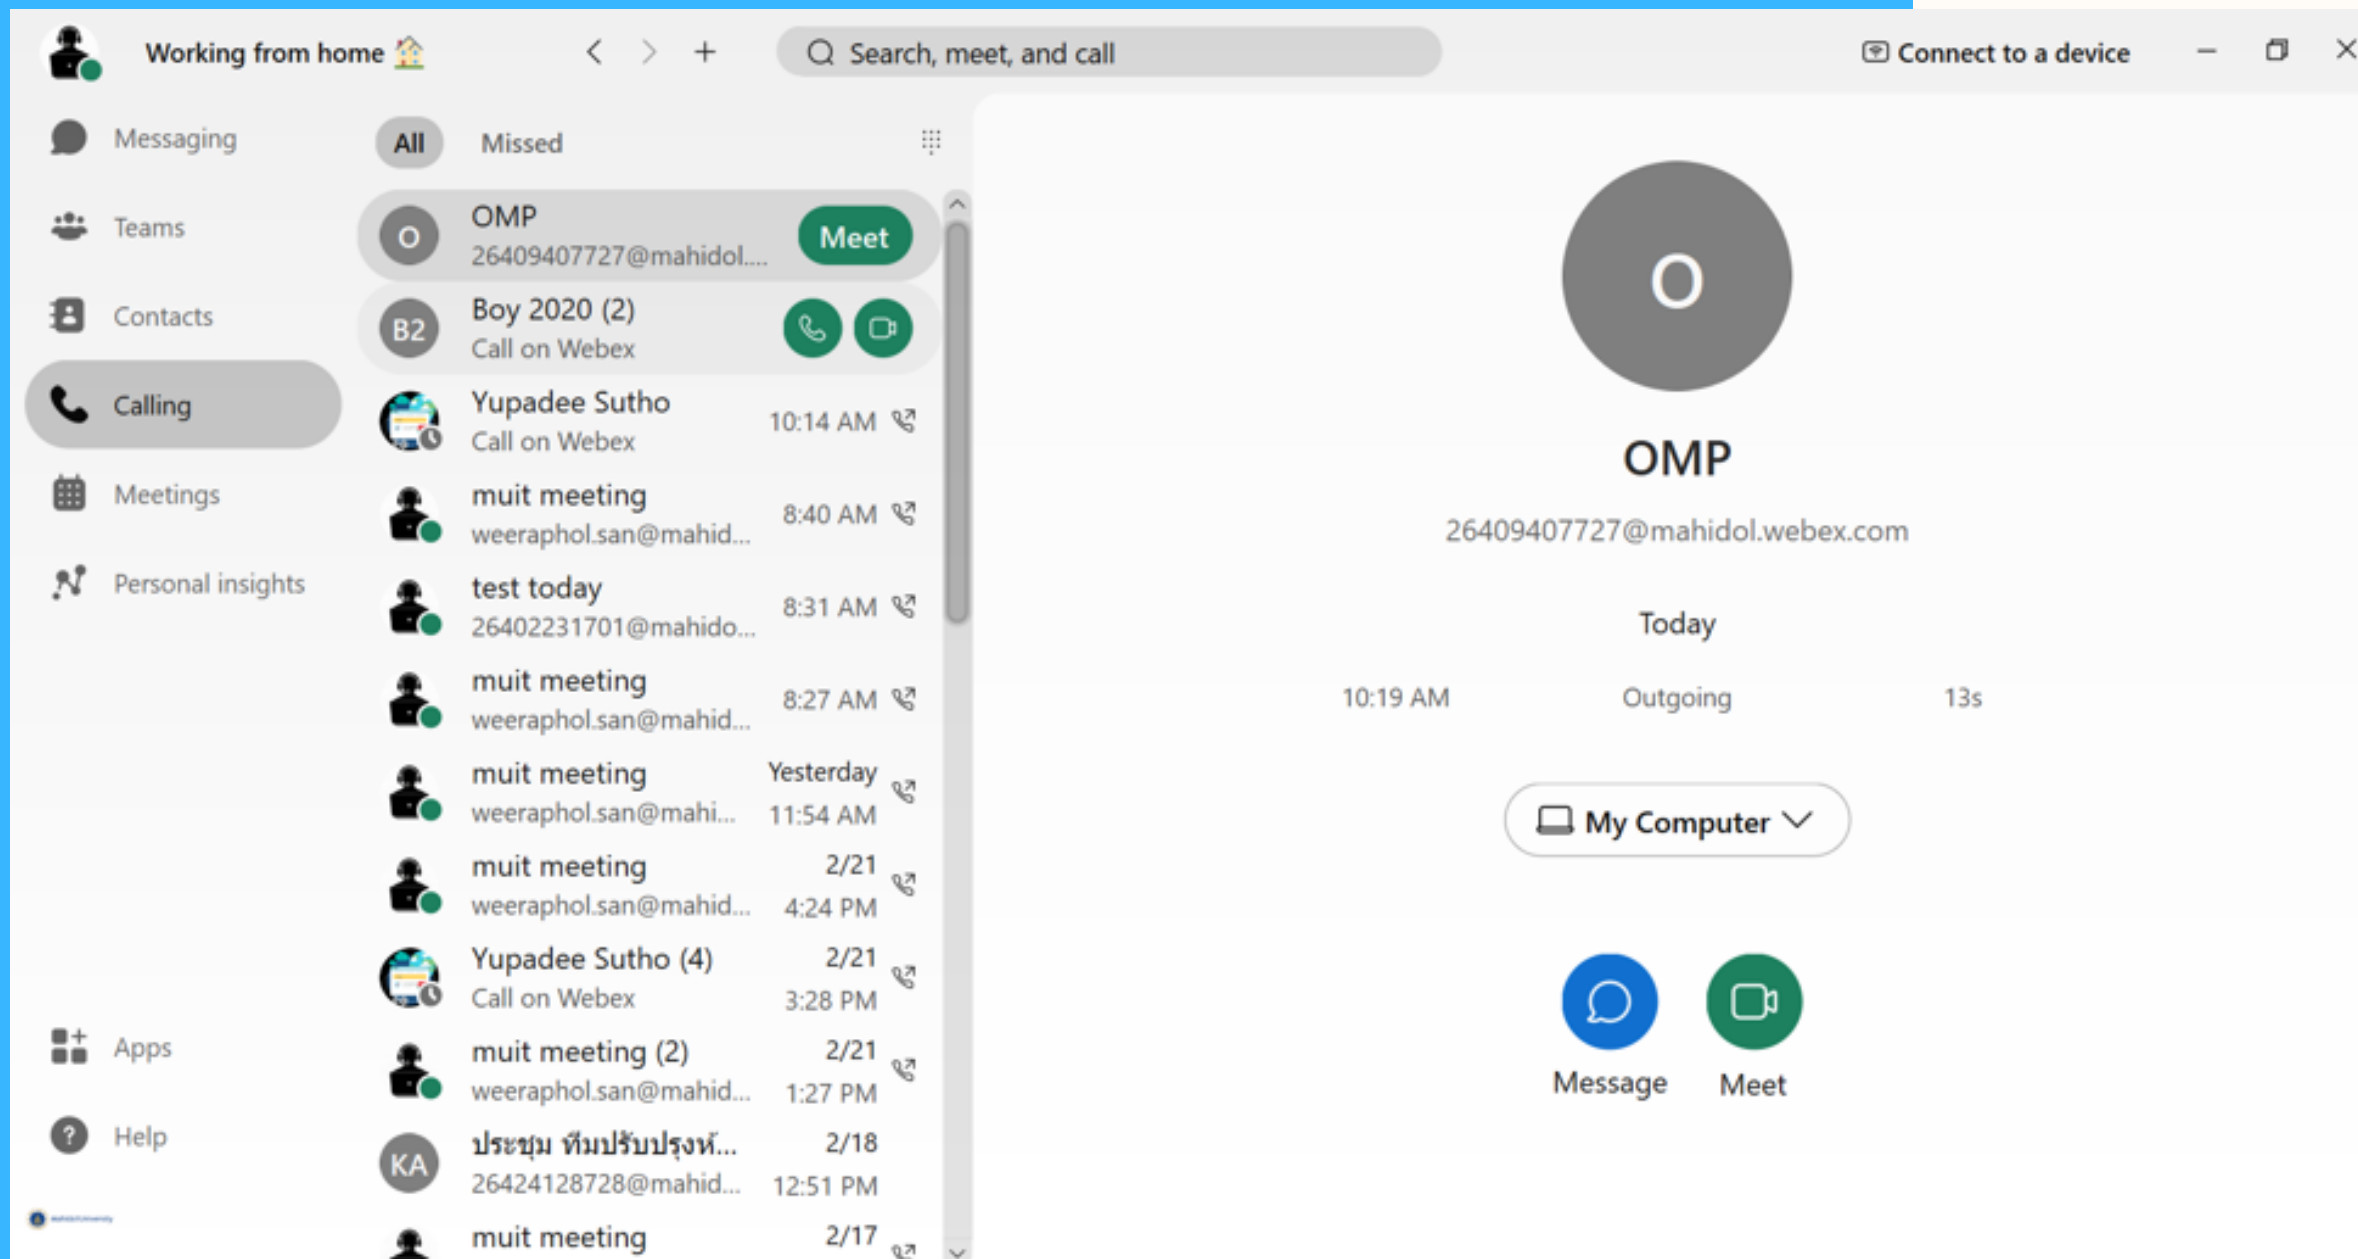 Working from home
Search, meet, and call
Connect to a device
Messaging
Teams
Contacts
Calling
Meetings
Personal insights
Apps
Help
All Missed
O
OMP
26409407727@mahidol....
Meet
B2
Boy 2020 (2)
Call on Webex
Yupadee Sutho
Call on Webex
10:14 AM
muit meeting
weeraphol.san@mahid...
8:40 AM
test today
26402231701@mahido...
8:31 AM
muit meeting
weeraphol.san@mahid...
8:27 AM
muit meeting
weeraphol.san@mahi...
Yesterday
11:54 AM
muit meeting
weeraphol.san@mahid...
2/21
4:24 PM
Yupadee Sutho (4)
Call on Webex
2/21
3:28 PM
muit meeting (2)
weeraphol.san@mahid...
2/21
1:27 PM
KA
ประชุม ทีมปรับปรุงห้...
26424128728@mahid...
2/18
12:51 PM
muit meeting
2/17
O
OMP
26409407727@mahidol.webex.com
Today
10:19 AM Outgoing 13s
My Computer
Message Meet